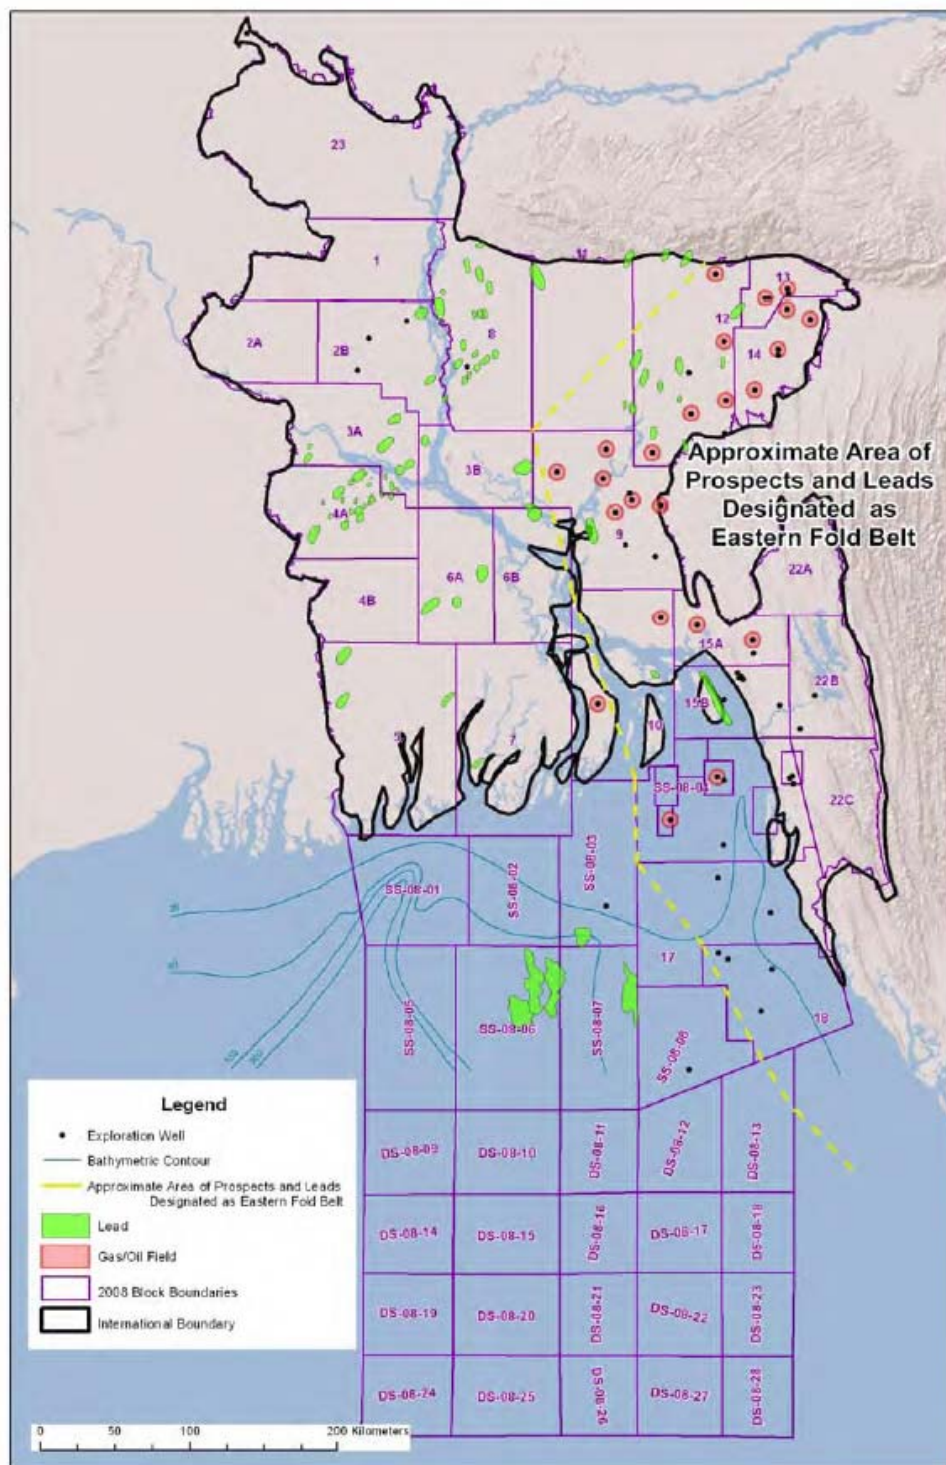 23
1
11
13
2A
2B
8
12
14
3A
3B
Approximate Area of
Prospects and Leads
Designated as
Eastern Fold Belt
4A
9
22A
4B
6A
6B
15A
22B
15B
10
5
7
SS-08-04
22C
SS-08-01
SS-08-02
SS-08-03
17
SS-08-05
SS-08-06
SS-08-07
SS-08-08
18
Legend
Exploration Well
Bathymetric Contour
Approximate Area of Prospects and Leads
Designated as Eastern Fold Belt
Lead
Gas/Oil Field
2008 Block Boundaries
International Boundary
DS-08-09
DS-08-10
DS-08-11
DS-08-12
DS-08-13
DS-08-14
DS-08-15
DS-08-16
DS-08-17
DS-08-18
DS-08-19
DS-08-20
DS-08-21
DS-08-22
DS-08-23
DS-08-24
DS-08-25
DS-08-26
DS-08-27
DS-08-28
0 50 100 200 Kilometers